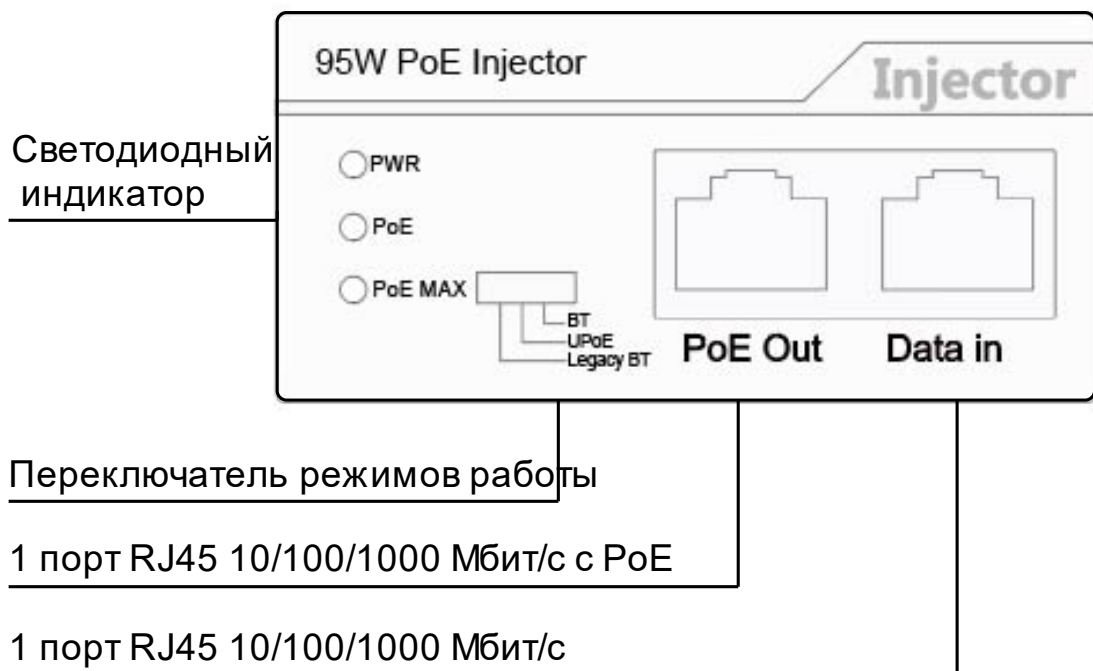 95W PoE Injector
Injector
Светодиодный
индикатор
PWR
PoE
PoE MAX
BT
UPoE
Legacy BT
PoE Out
Data in
Переключатель режимов работы
1 порт RJ45 10/100/1000 Мбит/с с PoE
1 порт RJ45 10/100/1000 Мбит/с